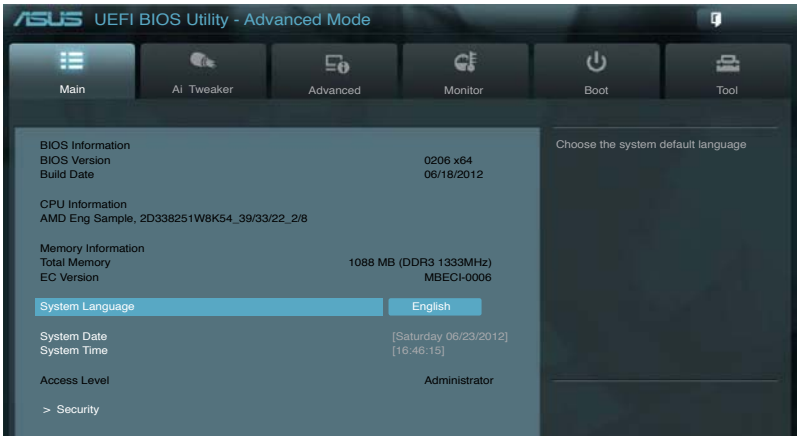 ASUS UEFI BIOS Utility - Advanced Mode
Main Ai Tweaker Advanced Monitor Boot Tool
Choose the system default language
BIOS Information
BIOS Version 0206 x64
Build Date 06/18/2012
CPU Information
AMD Eng Sample, 2D338251W8K54_39/33/22_2/8
Memory Information
Total Memory 1088 MB (DDR3 1333MHz)
EC Version MBECI-0006
System Language English
System Date [Saturday 06/23/2012]
System Time [16:46:15]
Access Level Administrator
> Security